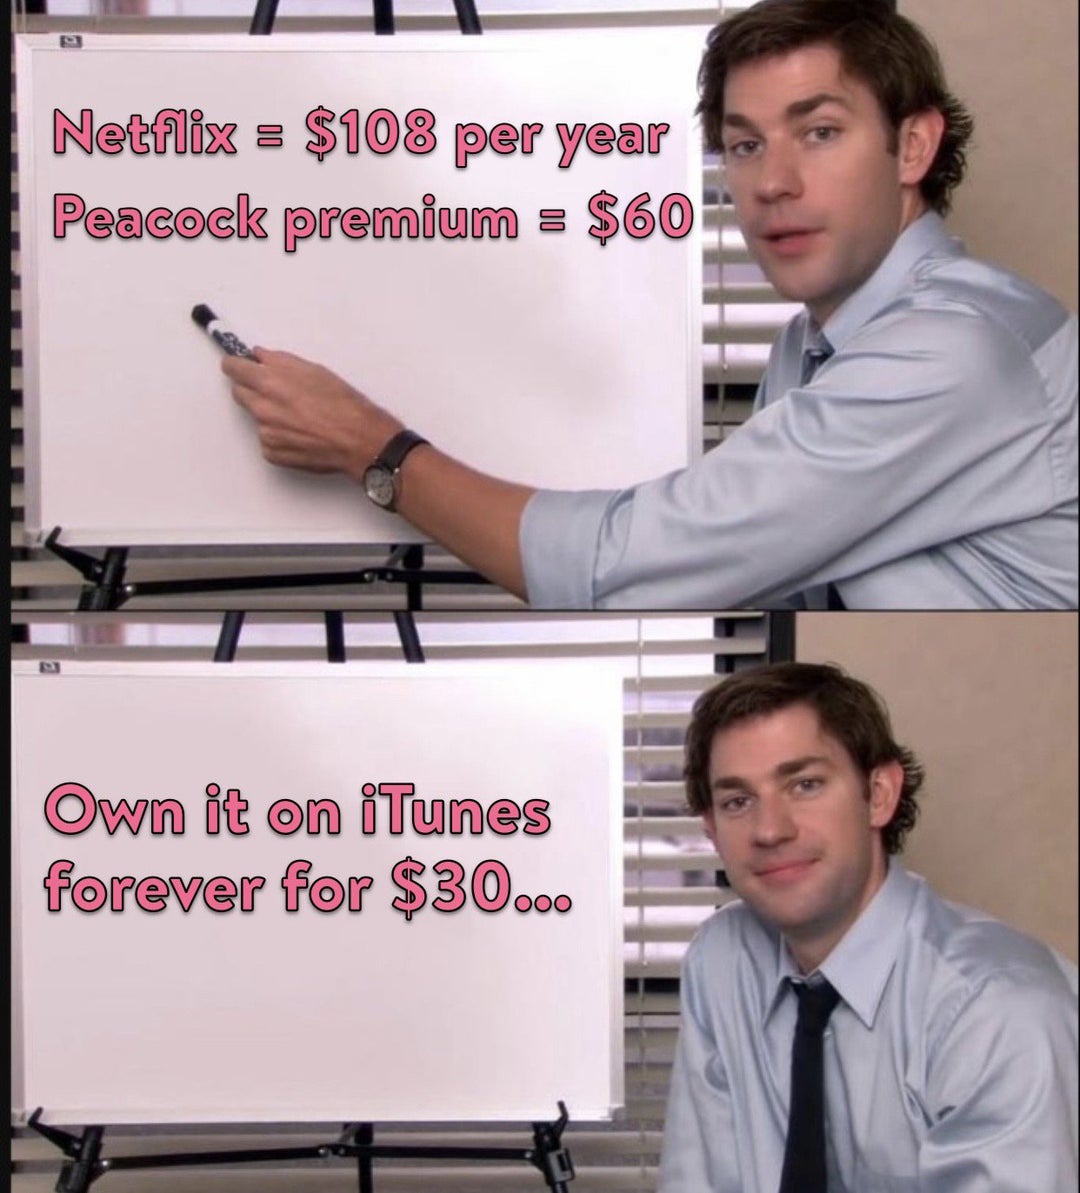 Netflix = $108 per year
Peacock premium = $60
Own it on iTunes
forever for $30...